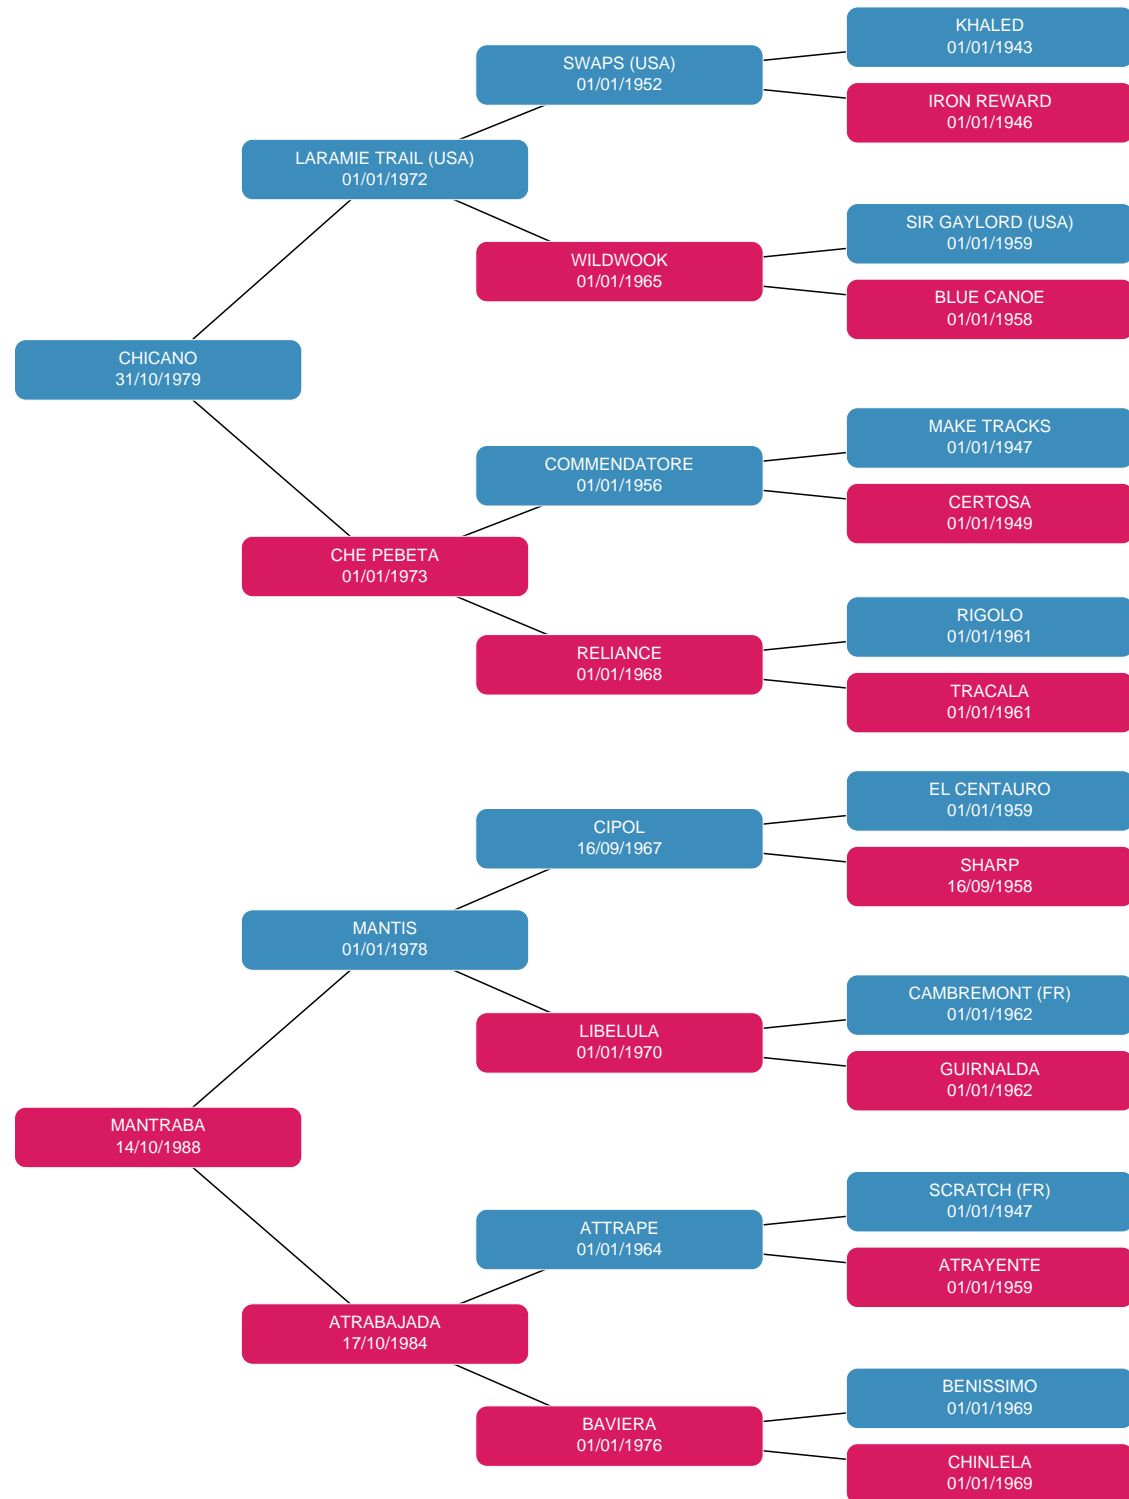 KHALED
01/01/1943
SWAPS (USA)
01/01/1952
IRON REWARD
01/01/1946
LARAMIE TRAIL (USA)
01/01/1972
SIR GAYLORD (USA)
01/01/1959
WILDWOOK
01/01/1965
BLUE CANOE
01/01/1958
CHICANO
31/10/1979
MAKE TRACKS
01/01/1947
COMMENDATORE
01/01/1956
CERTOSA
01/01/1949
CHE PEBETA
01/01/1973
RIGOLO
01/01/1961
RELIANCE
01/01/1968
TRACALA
01/01/1961
EL CENTAURO
01/01/1959
CIPOL
16/09/1967
SHARP
16/09/1958
MANTIS
01/01/1978
CAMBREMONT (FR)
01/01/1962
LIBELULA
01/01/1970
GUIRNALDA
01/01/1962
MANTRABA
14/10/1988
SCRATCH (FR)
01/01/1947
ATTRAPE
01/01/1964
ATRAYENTE
01/01/1959
ATRABAJADA
17/10/1984
BENISSIMO
01/01/1969
BAVIERA
01/01/1976
CHINLELA
01/01/1969